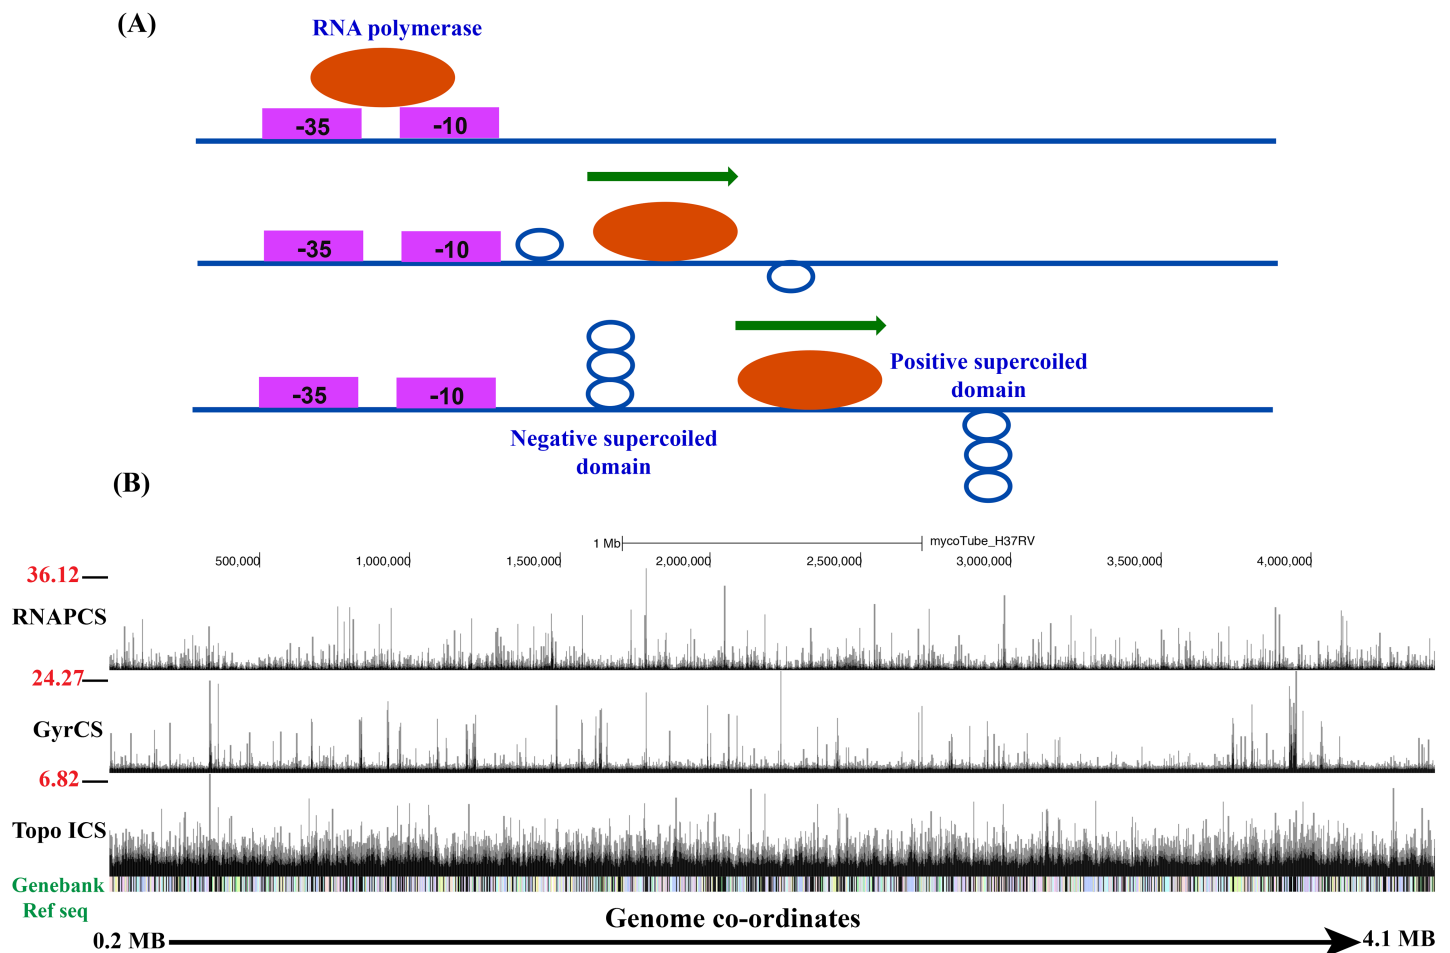 (A)
RNA polymerase
-35 -10
-35 -10
Positive supercoiled
domain
-35 -10
Negative supercoiled
domain
(B)
1 Mb mycoTube_H37RV
500,000 1,000,000 1,500,000 2,000,000 2,500,000 3,000,000 3,500,000 4,000,000
36.12
RNAPCS
24.27
GyrCS
6.82
Topo ICS
Genebank
Ref seq
Genome co-ordinates
0.2 MB 4.1 MB